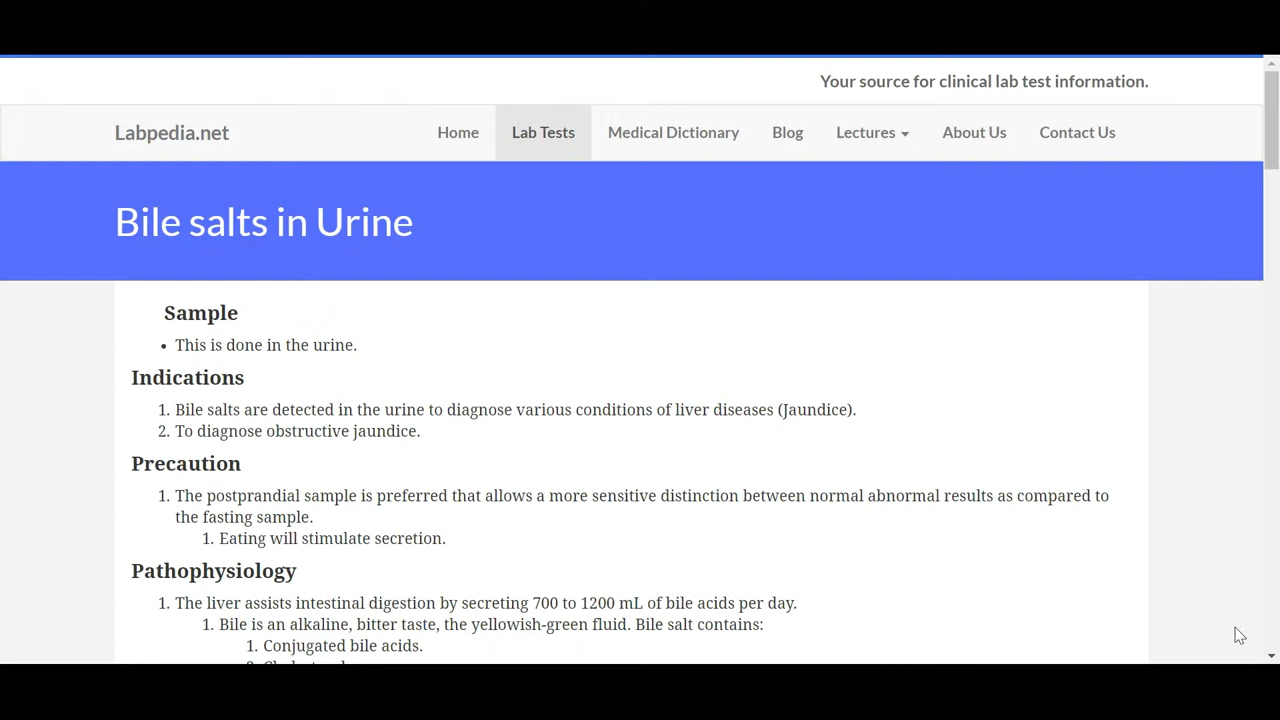 Your source for clinical lab test information.
Labpedia.net Home Lab Tests Medical Dictionary Blog Lectures About Us Contact Us
Bile salts in Urine
Sample
• This is done in the urine.
Indications
1. Bile salts are detected in the urine to diagnose various conditions of liver diseases (Jaundice).
2. To diagnose obstructive jaundice.
Precaution
1. The postprandial sample is preferred that allows a more sensitive distinction between normal abnormal results as compared to
the fasting sample.
1. Eating will stimulate secretion.
Pathophysiology
1. The liver assists intestinal digestion by secreting 700 to 1200 mL of bile acids per day.
1. Bile is an alkaline, bitter taste, the yellowish-green fluid. Bile salt contains:
1. Conjugated bile acids.